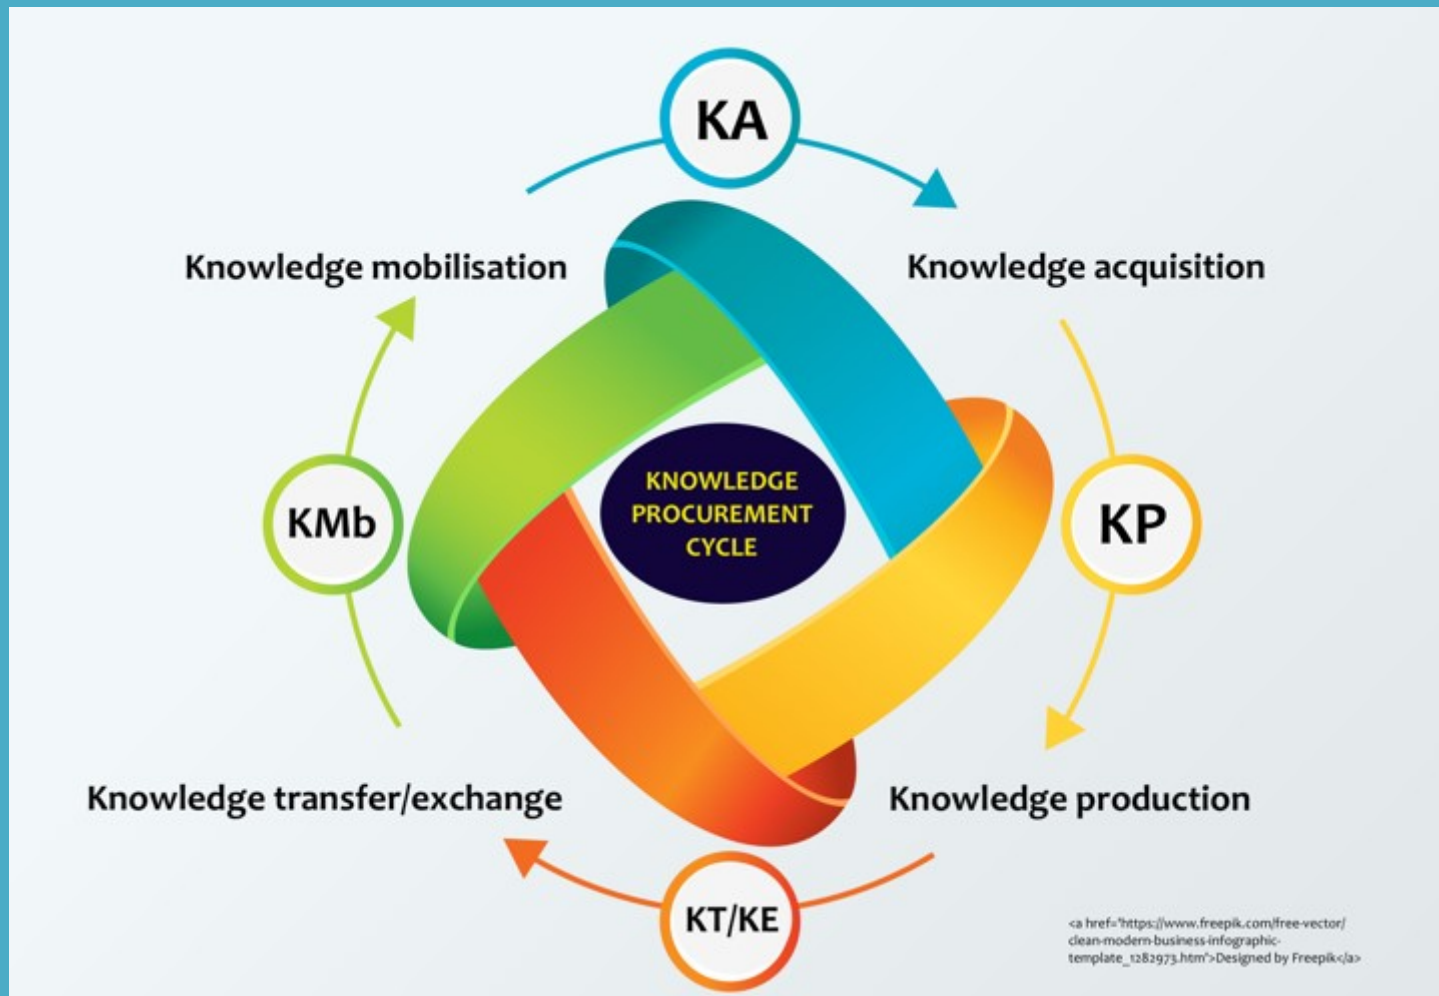 KA
Knowledge mobilisation
Knowledge acquisition
KNOWLEDGE
PROCUREMENT
CYCLE
KMb
KP
Knowledge transfer/exchange
Knowledge production
KT/KE
<a href="https://www.freepik.com/free-vector/
clean-modern-business-infographic-
template_1282973.htm">Designed by Freepik</a>